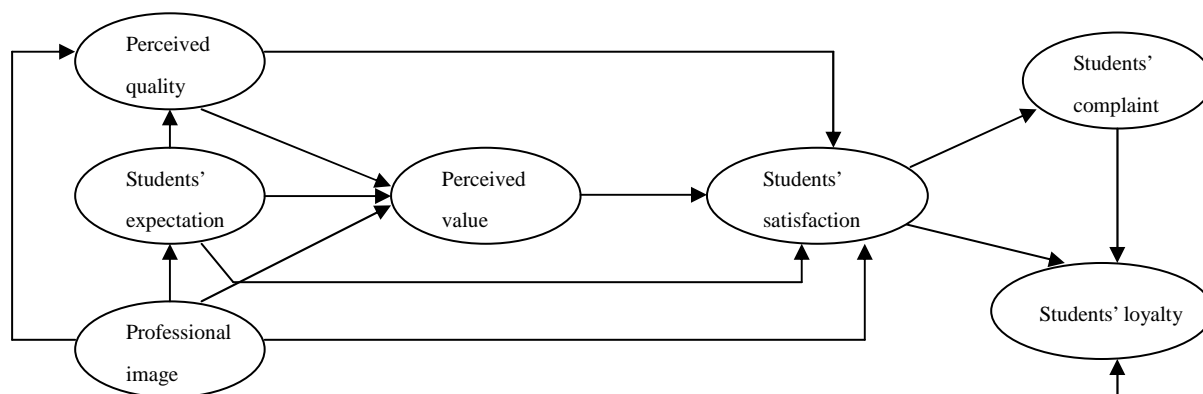 Perceived
quality
Students’
complaint
Students’
expectation
Perceived
value
Students’
satisfaction
Students’ loyalty
Professional
image